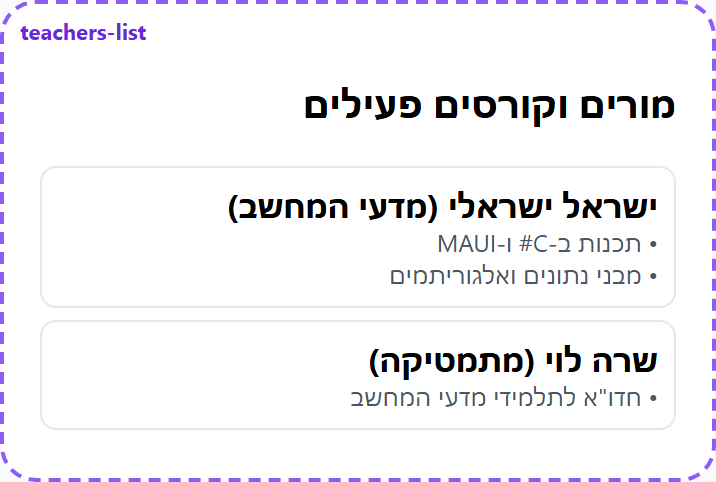 teachers-list
מורים וקורסים פעילים
ישראל ישראלי (מדעי המחשב)
• תכנות ב-C# ו-MAUI
• מבני נתונים ואלגוריתמים
שרה לוי (מתמטיקה)
• חדו"א לתלמידי מדעי המחשב